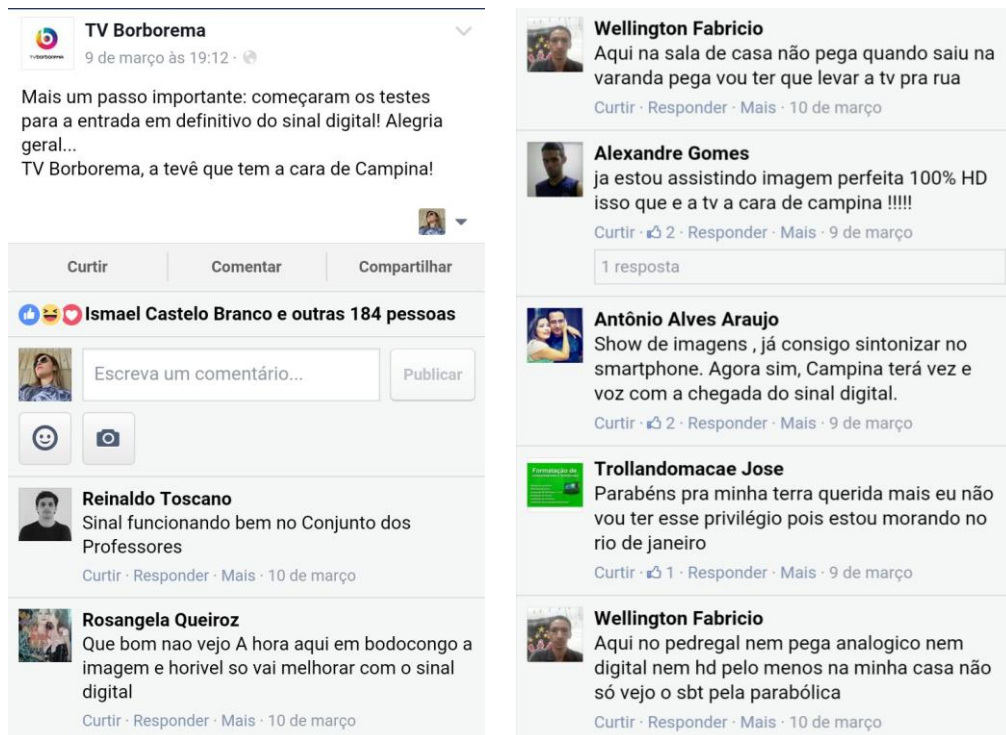 TV Borborema
9 de março às 19:12
Mais um passo importante: começaram os testes
para a entrada em definitivo do sinal digital! Alegria
geral...
TV Borborema, a tevê que tem a cara de Campina!
Curtir Comentar Compartilhar
Ismael Castelo Branco e outras 184 pessoas
Escreva um comentário... Publicar
Reinaldo Toscano
Sinal funcionando bem no Conjunto dos
Professores
Curtir · Responder · Mais · 10 de março
Rosangela Queiroz
Que bom nao vejo A hora aqui em bodocongo a
imagem e horivel so vai melhorar com o sinal
digital
Curtir · Responder · Mais · 10 de março
Wellington Fabricio
Aqui na sala de casa não pega quando saiu na
varanda pega vou ter que levar a tv pra rua
Curtir · Responder · Mais · 10 de março
Alexandre Gomes
ja estou assistindo imagem perfeita 100% HD
isso que e a tv a cara de campina !!!!!
Curtir · 2 · Responder · Mais · 9 de março
1 resposta
Antônio Alves Araujo
Show de imagens , já consigo sintonizar no
smartphone. Agora sim, Campina terá vez e
voz com a chegada do sinal digital.
Curtir · 2 · Responder · Mais · 9 de março
Trollandomacae Jose
Parabéns pra minha terra querida mais eu não
vou ter esse privilégio pois estou morando no
rio de janeiro
Curtir · 1 · Responder · Mais · 9 de março
Wellington Fabricio
Aqui no pedregal nem pega analogico nem
digital nem hd pelo menos na minha casa não
só vejo o sbt pela parabólica
Curtir · Responder · Mais · 10 de março